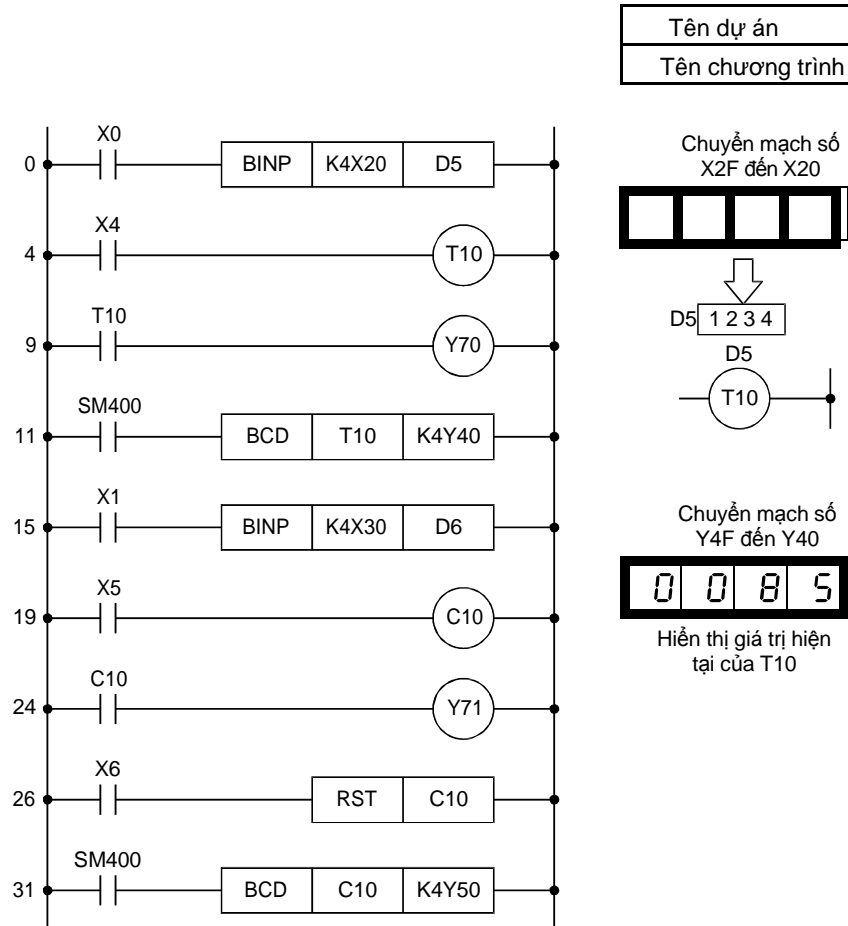 Tên dự án
Tên chương trình
X0
0 BINP K4X20 D5
X4
4 T10
T10
9 Y70
SM400
11 BCD T10 K4Y40
X1
15 BINP K4X30 D6
X5
19 C10
C10
24 Y71
X6
26 RST C10
SM400
31 BCD C10 K4Y50
Chuyển mạch số
X2F đến X20
D5 1 2 3 4
D5
T10
Chuyển mạch số
Y4F đến Y40
0 0 8 5
Hiển thị giá trị hiện
tại của T10